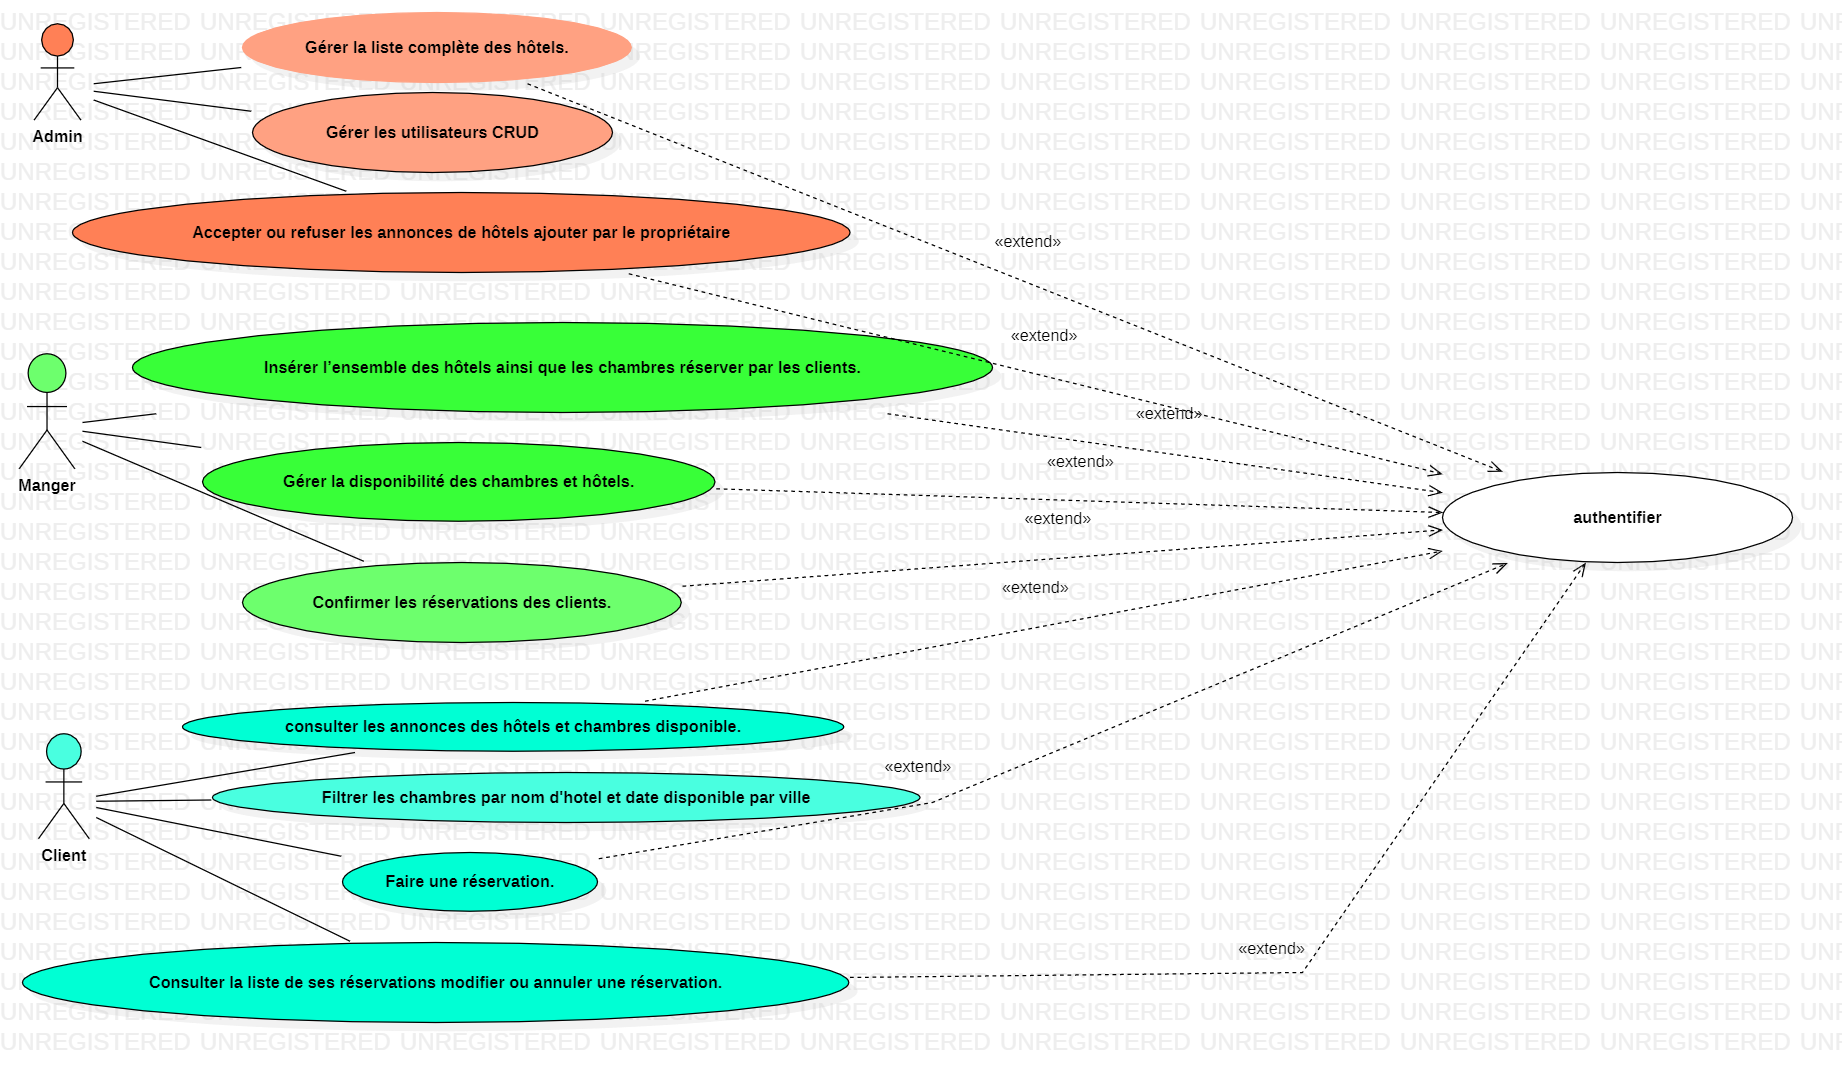 Gérer la liste complète des hôtels.
Gérer les utilisateurs CRUD
Admin
Accepter ou refuser les annonces de hôtels ajouter par le propriétaire
«extend»
«extend»
Insérer l'ensemble des hôtels ainsi que les chambres réserver par les clients.
«extend»
«extend»
Gérer la disponibilité des chambres et hôtels.
Manger
«extend»
authentifier
«extend»
Confirmer les réservations des clients.
consulter les annonces des hôtels et chambres disponible.
«extend»
Filtrer les chambres par nom d'hotel et date disponible par ville
Client
Faire une réservation.
«extend»
Consulter la liste de ses réservations modifier ou annuler une réservation.
UNREGISTERED